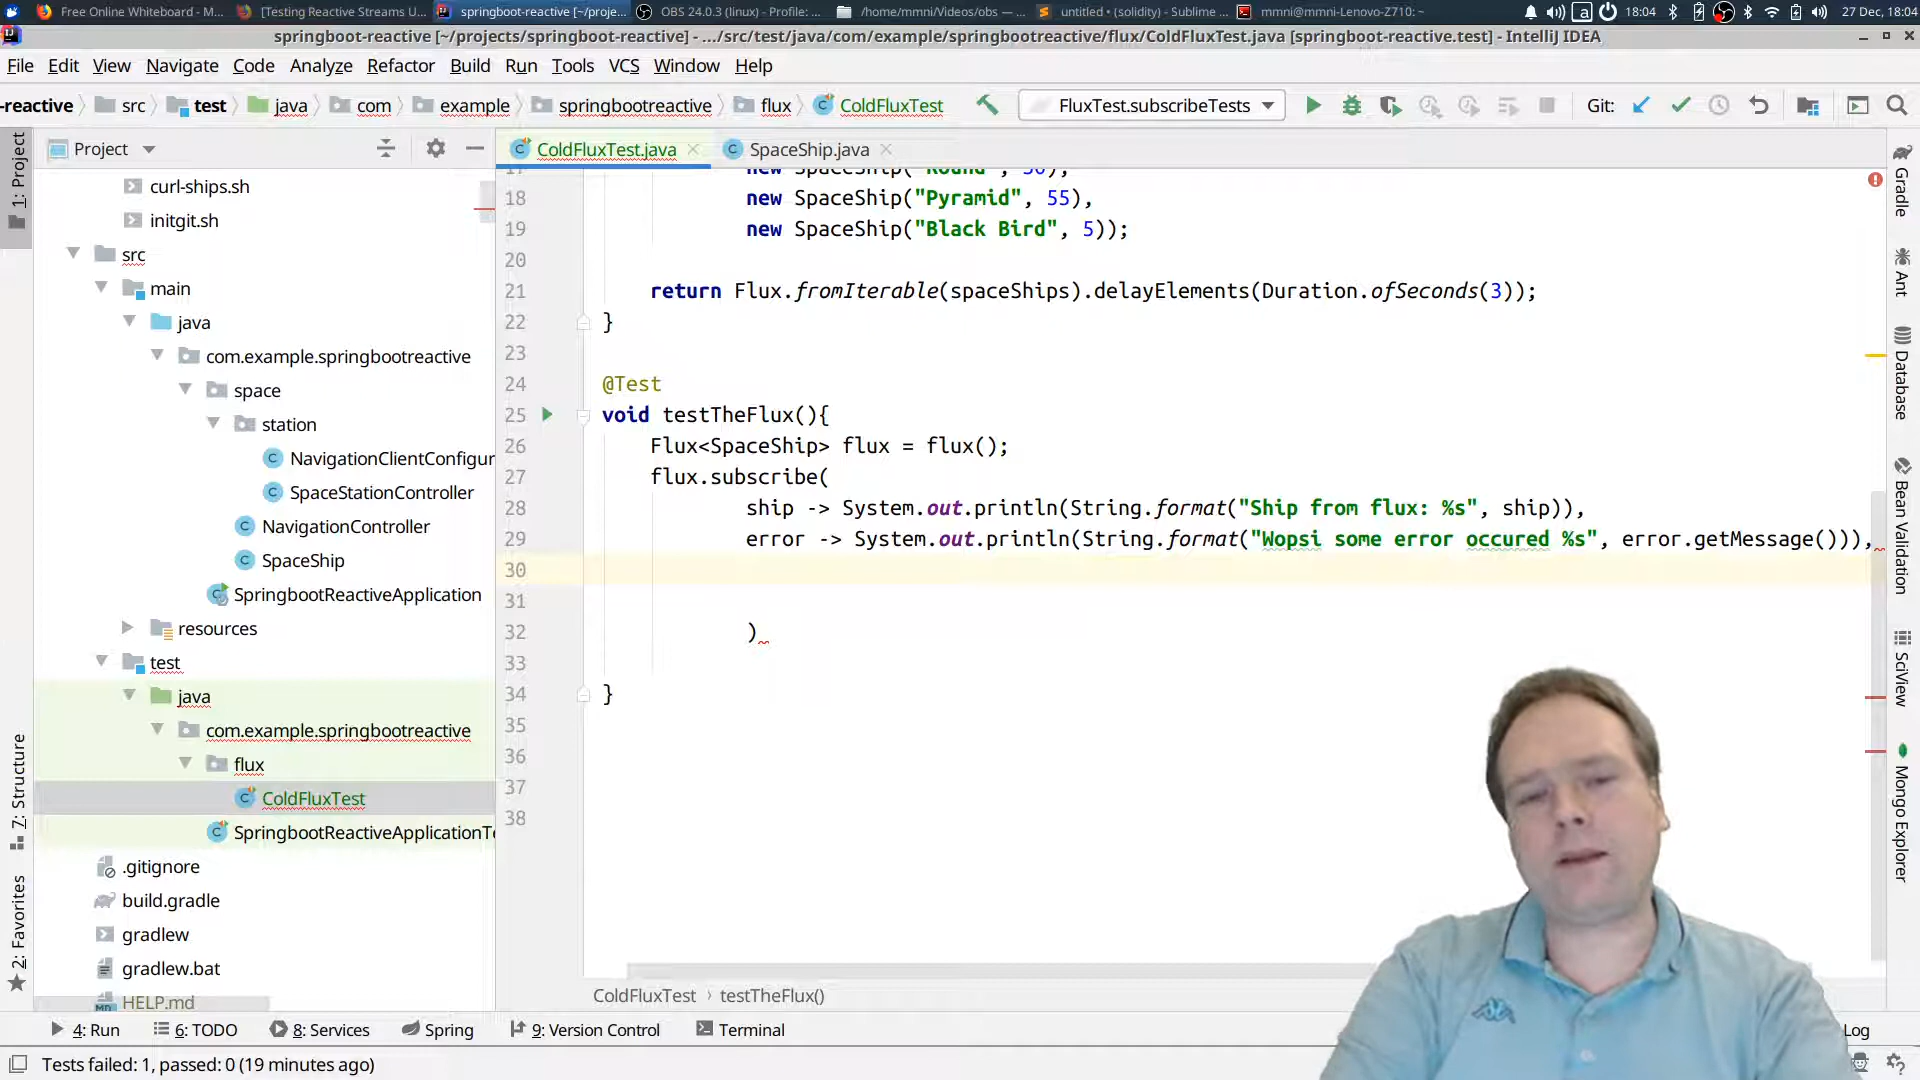 Free Online Whiteboard - M...
[Testing Reactive Streams U...
springboot-reactive [~/proje...
OBS 24.0.3 (linux) - Profile: ...
/home/mmni/Videos/obs — ...
untitled • (solidity) - Sublime ...
mmni@mmni-Lenovo-Z710: ~
18:04
27 Dec, 18:04
springboot-reactive [~/projects/springboot-reactive] - .../src/test/java/com/example/springbootreactive/flux/ColdFluxTest.java [springboot-reactive.test] - IntelliJ IDEA
File Edit View Navigate Code Analyze Refactor Build Run Tools VCS Window Help
-reactive src test java com example springbootreactive flux ColdFluxTest FluxTest.subscribeTests Git:
Project
ColdFluxTest.java SpaceShip.java
curl-ships.sh
initgit.sh
src
main
java
com.example.springbootreactive
space
station
NavigationClientConfigur
SpaceStationController
NavigationController
SpaceShip
SpringbootReactiveApplication
resources
test
java
com.example.springbootreactive
flux
ColdFluxTest
SpringbootReactiveApplicationTe
.gitignore
build.gradle
gradlew
gradlew.bat
HELP.md
17 new SpaceShip("Round", 50),
18 new SpaceShip("Pyramid", 55),
19 new SpaceShip("Black Bird", 5));
20
21 return Flux.fromIterable(spaceShips).delayElements(Duration.ofSeconds(3));
22 }
23
24 @Test
25 void testTheFlux(){
26 Flux<SpaceShip> flux = flux();
27 flux.subscribe(
28 ship -> System.out.println(String.format("Ship from flux: %s", ship)),
29 error -> System.out.println(String.format("Wopsi some error occured %s", error.getMessage())),
30
31
32 )
33
34 }
35
36
37
38
1: Project
7: Structure
2: Favorites
Gradle
Ant
Database
Bean Validation
SciView
Mongo Explorer
ColdFluxTest › testTheFlux()
4: Run 6: TODO 8: Services Spring 9: Version Control Terminal
Log
Tests failed: 1, passed: 0 (19 minutes ago)